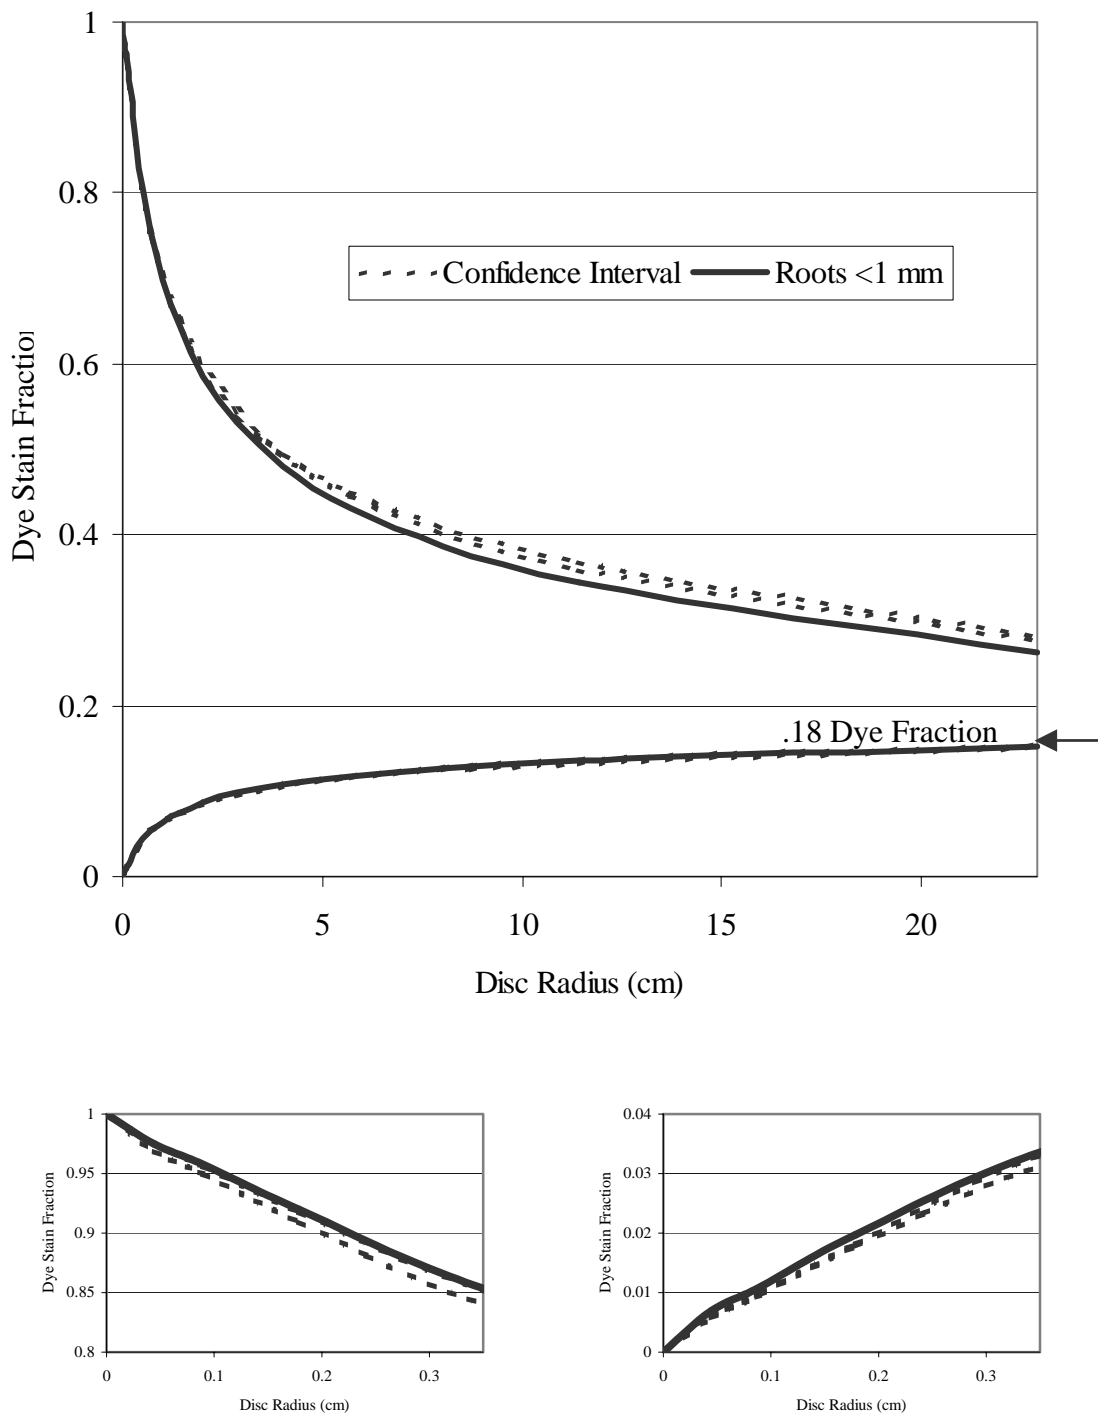 1
0.8
0.6
0.4
0.2
0
Dye Stain Fraction
Confidence Interval Roots <1 mm
.18 Dye Fraction
0 5 10 15 20
Disc Radius (cm)
1
0.95
0.9
0.85
0.8
Dye Stain Fraction
0 0.1 0.2 0.3
Disc Radius (cm)
0.04
0.03
0.02
0.01
0
Dye Stain Fraction
0 0.1 0.2 0.3
Disc Radius (cm)